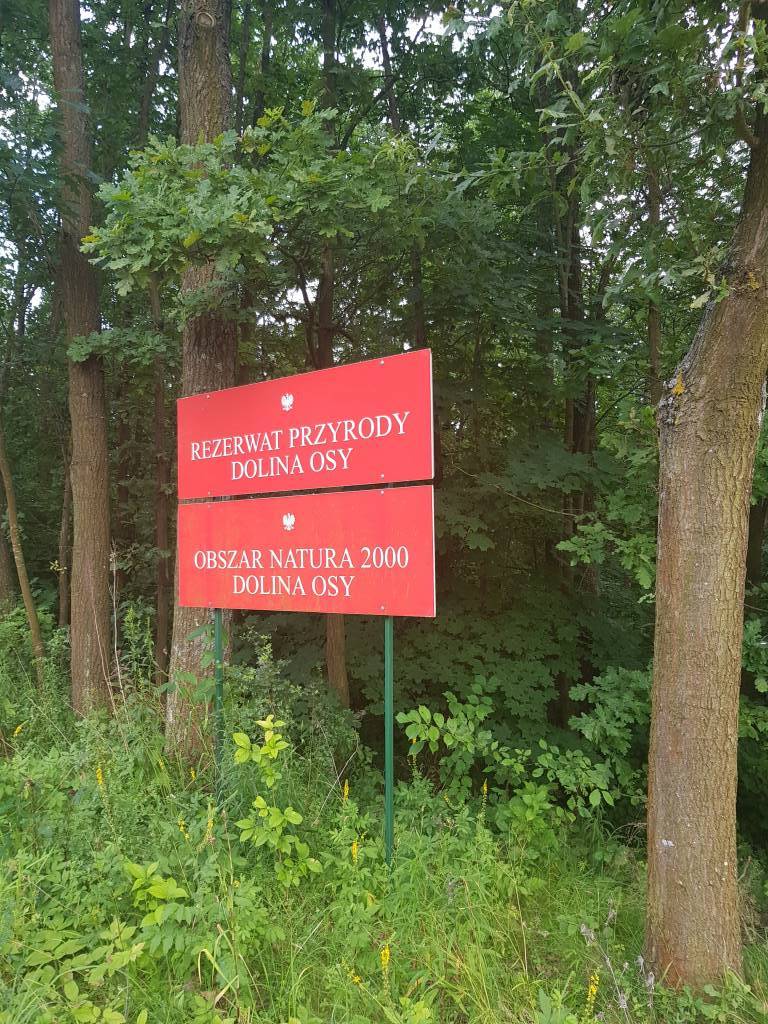 REZERWAT PRZYRODY
DOLINA OSY
OBSZAR NATURA 2000
DOLINA OSY